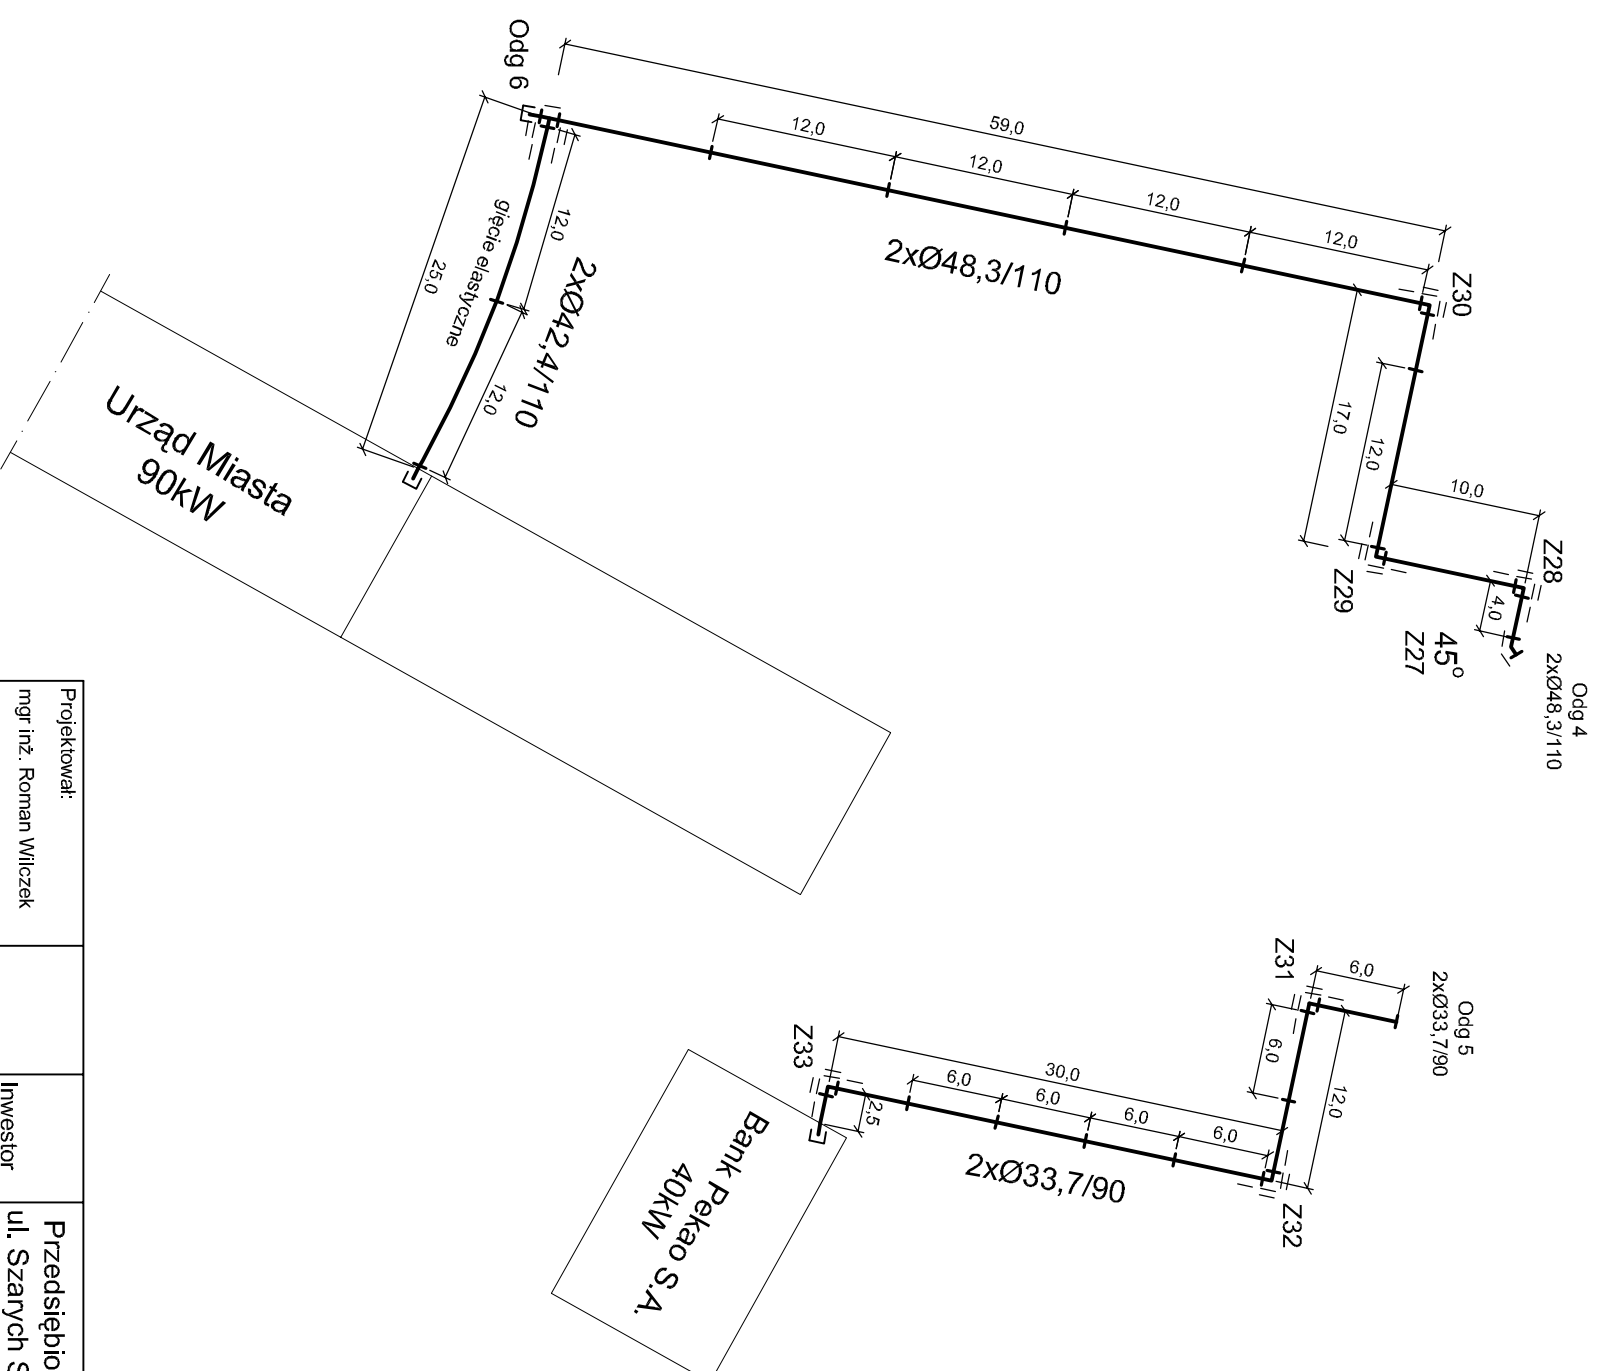 Odg 6
59,0
12,0
12,0
12,0
12,0
2xØ48,3/110
Z30
12,0
gięcie elastyczne
25,0
2xØ42,4/110
12,0
17,0
12,0
10,0
Z28
Z29
4,0
45°
Z27
Odg 4
2xØ48,3/110
Urząd Miasta
90kW
Projektował:
mgr inż. Roman Wilczek
Inwestor
Przedsiębio
ul. Szarych S
Z31
6,0
Odg 5
2xØ33,7/90
6,0
12,0
Z33
30,0
6,0
6,0
6,0
6,0
2,5
2xØ33,7/90
Z32
Bank Pekao S.A.
40kW